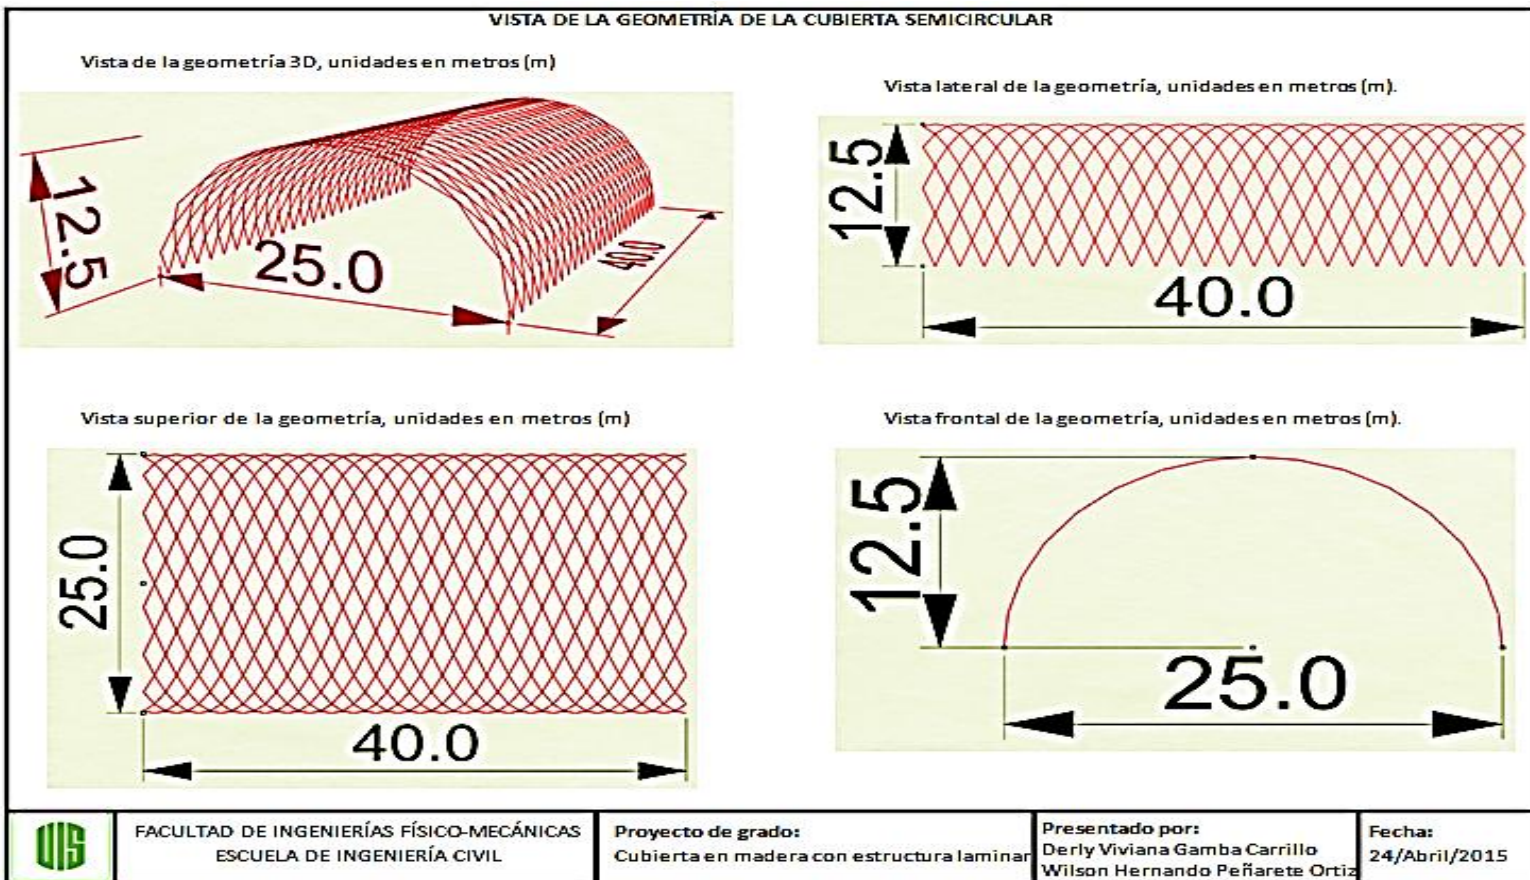 VISTA DE LA GEOMETRÍA DE LA CUBIERTA SEMICIRCULAR
Vista de la geometría 3D, unidades en metros (m)
12.5
25.0
40.0
Vista lateral de la geometría, unidades en metros (m).
12.5
40.0
Vista superior de la geometría, unidades en metros (m)
25.0
40.0
Vista frontal de la geometría, unidades en metros (m).
12.5
25.0
UIS
FACULTAD DE INGENIERÍAS FÍSICO-MECÁNICAS
ESCUELA DE INGENIERÍA CIVIL
Proyecto de grado:
Cubierta en madera con estructura laminar
Presentado por:
Derly Viviana Gamba Carrillo
Wilson Hernando Peñarete Ortiz
Fecha:
24/Abril/2015